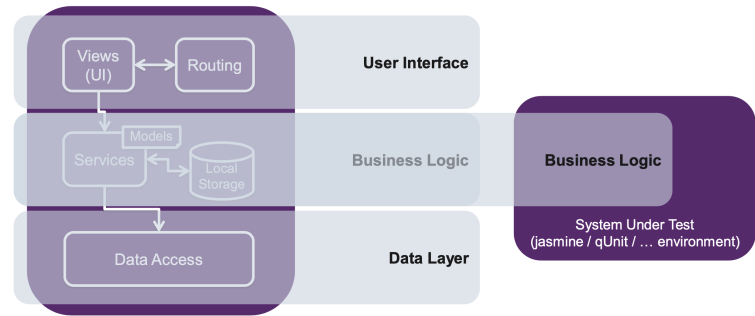 Views
(UI)
Routing
User Interface
Models
Services
Local
Storage
Business Logic
Business Logic
Data Access
Data Layer
System Under Test
(jasmine / qUnit / … environment)